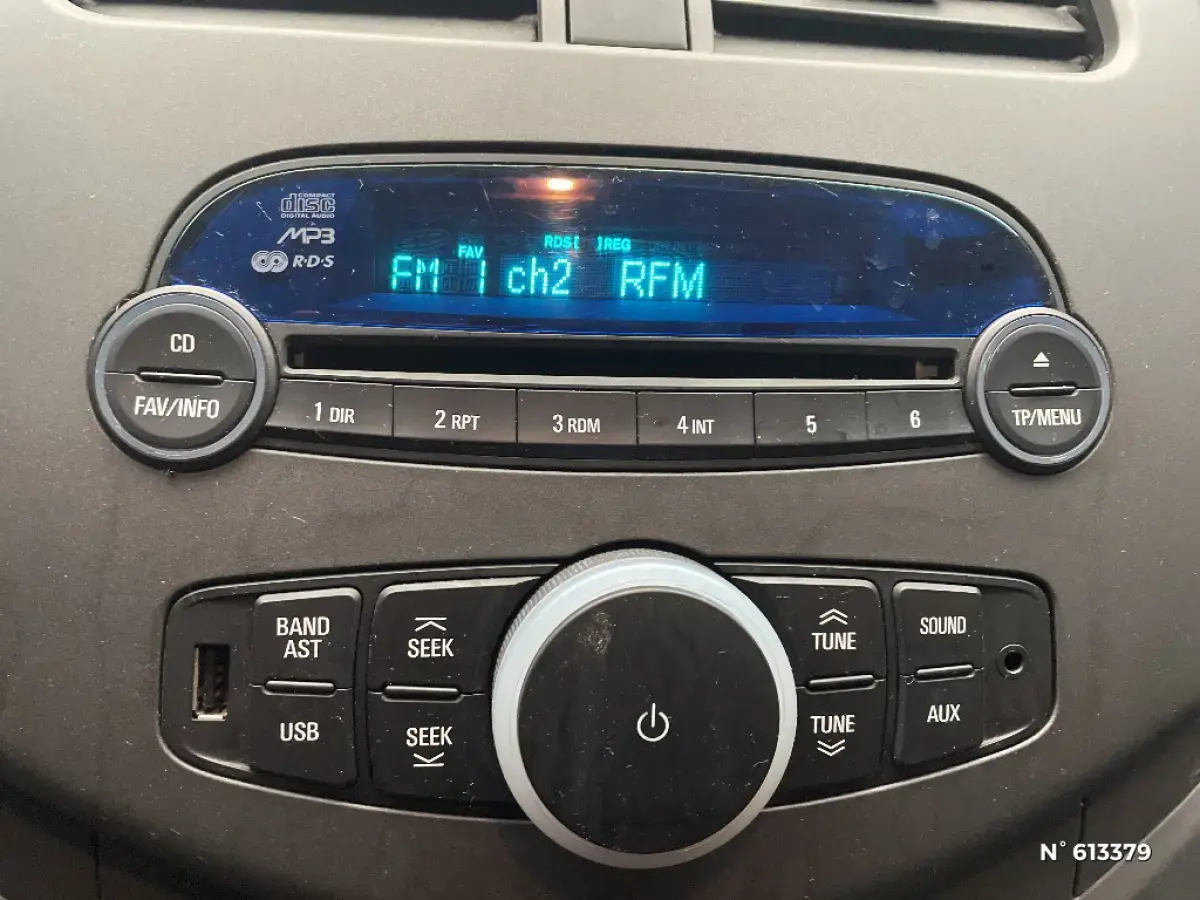 COMPACT
disc
DIGITAL AUDIO
MP3
R·D·S
FAV RDS[ ]REG
FM 1 ch2 RFM
CD
FAV/INFO
1 DIR
2 RPT
3 RDM
4 INT
5
6
TP/MENU
BAND
AST
USB
SEEK
SEEK
TUNE
TUNE
SOUND
AUX
N° 613379